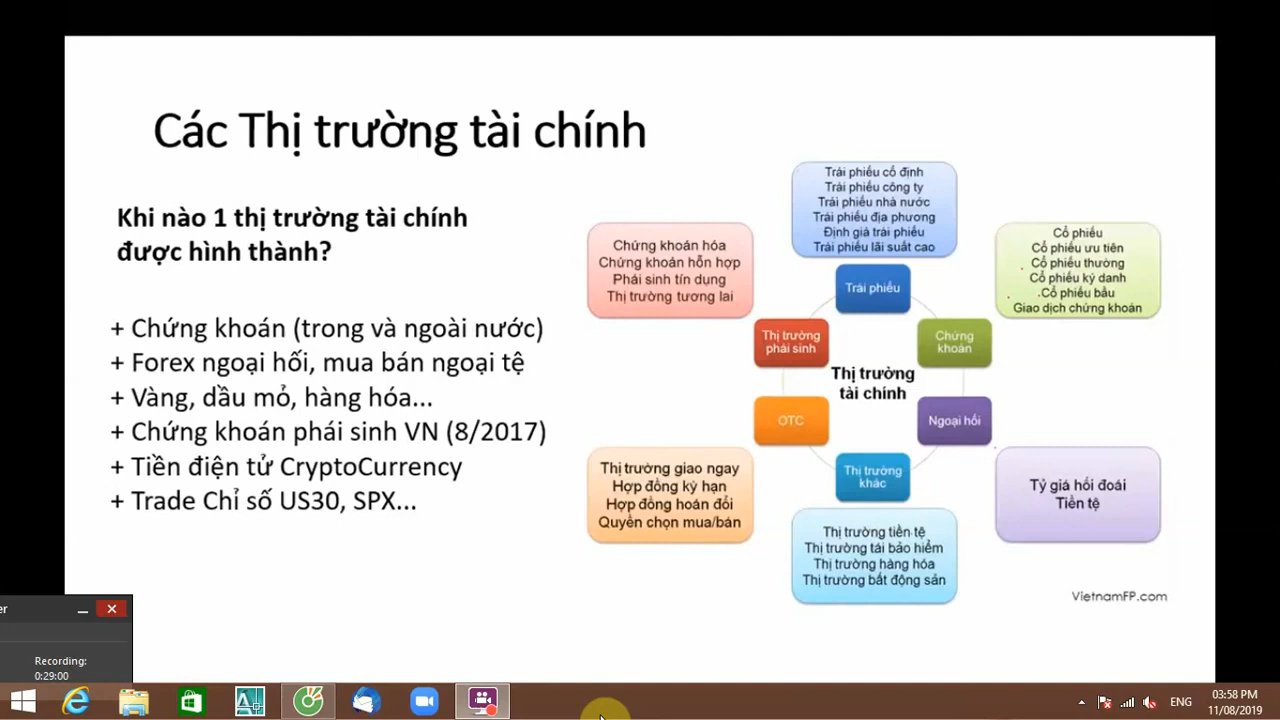 Các Thị trường tài chính
Khi nào 1 thị trường tài chính
được hình thành?
+ Chứng khoán (trong và ngoài nước)
+ Forex ngoại hối, mua bán ngoại tệ
+ Vàng, dầu mỏ, hàng hóa...
+ Chứng khoán phái sinh VN (8/2017)
+ Tiền điện tử CryptoCurrency
+ Trade Chỉ số US30, SPX...
Trái phiếu cố định
Trái phiếu công ty
Trái phiếu nhà nước
Trái phiếu địa phương
Định giá trái phiếu
Trái phiếu lãi suất cao
Chứng khoán hóa
Chứng khoán hỗn hợp
Phái sinh tín dụng
Thị trường tương lai
Cổ phiếu
Cổ phiếu ưu tiên
Cổ phiếu thường
Cổ phiếu ký danh
Cổ phiếu bầu
Giao dịch chứng khoán
Trái phiếu
Thị trường
phái sinh
Chứng
khoán
Thị trường
tài chính
OTC
Ngoại hối
Thị trường
khác
Thị trường giao ngay
Hợp đồng kỳ hạn
Hợp đồng hoán đổi
Quyền chọn mua/bán
Tỷ giá hối đoái
Tiền tệ
Thị trường tiền tệ
Thị trường tái bảo hiểm
Thị trường hàng hóa
Thị trường bất động sản
VietnamFP.com
er
Recording:
0:29:00
ENG
03:58 PM
11/08/2019